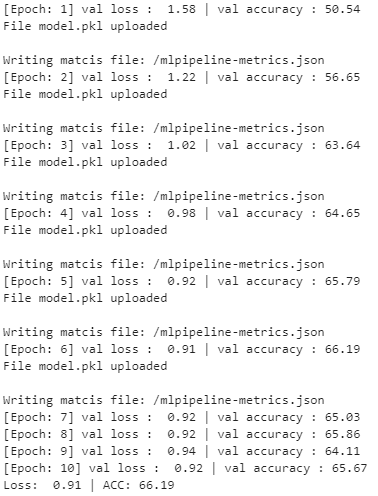 [Epoch: 1] val loss :  1.58 | val accuracy : 50.54
File model.pkl uploaded
Writing matcis file: /mlpipeline-metrics.json
[Epoch: 2] val loss :  1.22 | val accuracy : 56.65
File model.pkl uploaded
Writing matcis file: /mlpipeline-metrics.json
[Epoch: 3] val loss :  1.02 | val accuracy : 63.64
File model.pkl uploaded
Writing matcis file: /mlpipeline-metrics.json
[Epoch: 4] val loss :  0.98 | val accuracy : 64.65
File model.pkl uploaded
Writing matcis file: /mlpipeline-metrics.json
[Epoch: 5] val loss :  0.92 | val accuracy : 65.79
File model.pkl uploaded
Writing matcis file: /mlpipeline-metrics.json
[Epoch: 6] val loss :  0.91 | val accuracy : 66.19
File model.pkl uploaded
Writing matcis file: /mlpipeline-metrics.json
[Epoch: 7] val loss :  0.92 | val accuracy : 65.03
[Epoch: 8] val loss :  0.92 | val accuracy : 65.86
[Epoch: 9] val loss :  0.94 | val accuracy : 64.11
[Epoch: 10] val loss :  0.92 | val accuracy : 65.67
Loss:  0.91 | ACC: 66.19